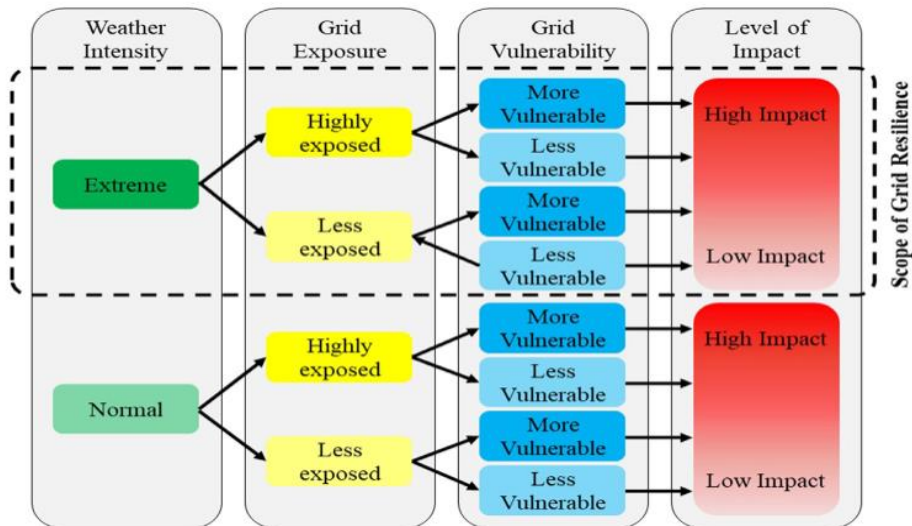 Weather
Intensity
Grid
Exposure
Grid
Vulnerability
Level of
Impact
Extreme
Highly
exposed
Less
exposed
More
Vulnerable
Less
Vulnerable
More
Vulnerable
Less
Vulnerable
High Impact
Low Impact
Scope of Grid Resilience
Normal
Highly
exposed
Less
exposed
More
Vulnerable
Less
Vulnerable
More
Vulnerable
Less
Vulnerable
High Impact
Low Impact